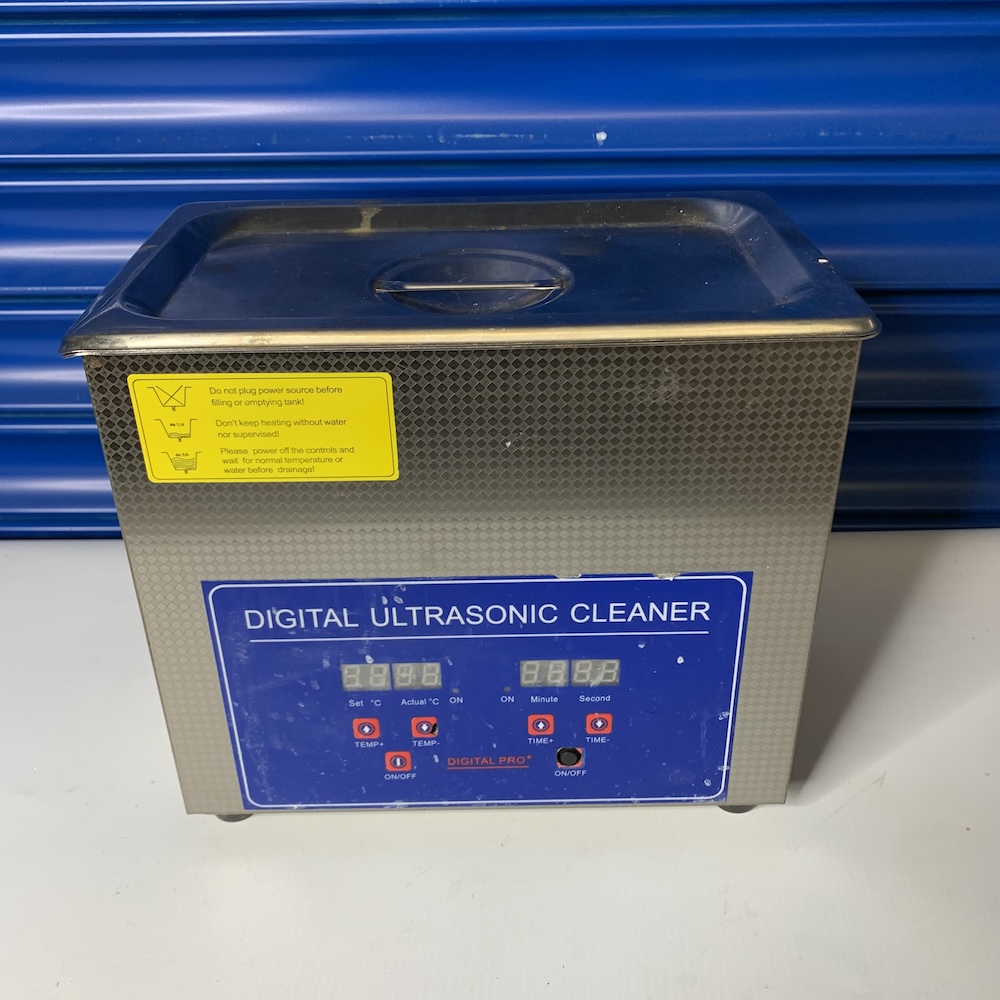 Do not plug power source before
filling or emptying tank!
Don't keep heating without water
nor supervised!
Please power off the controls and
wait for normal temperature or
water before drainage!
DIGITAL ULTRASONIC CLEANER
Set °C Actual °C ON ON Minute Second
TEMP+ TEMP- TIME+ TIME-
DIGITAL PRO+
ON/OFF ON/OFF